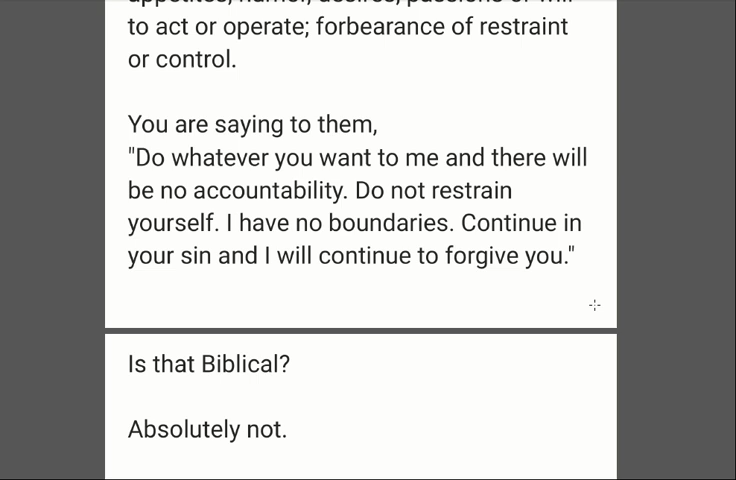 to act or operate; forbearance of restraint
or control.
You are saying to them,
"Do whatever you want to me and there will
be no accountability. Do not restrain
yourself. I have no boundaries. Continue in
your sin and I will continue to forgive you."
Is that Biblical?
Absolutely not.